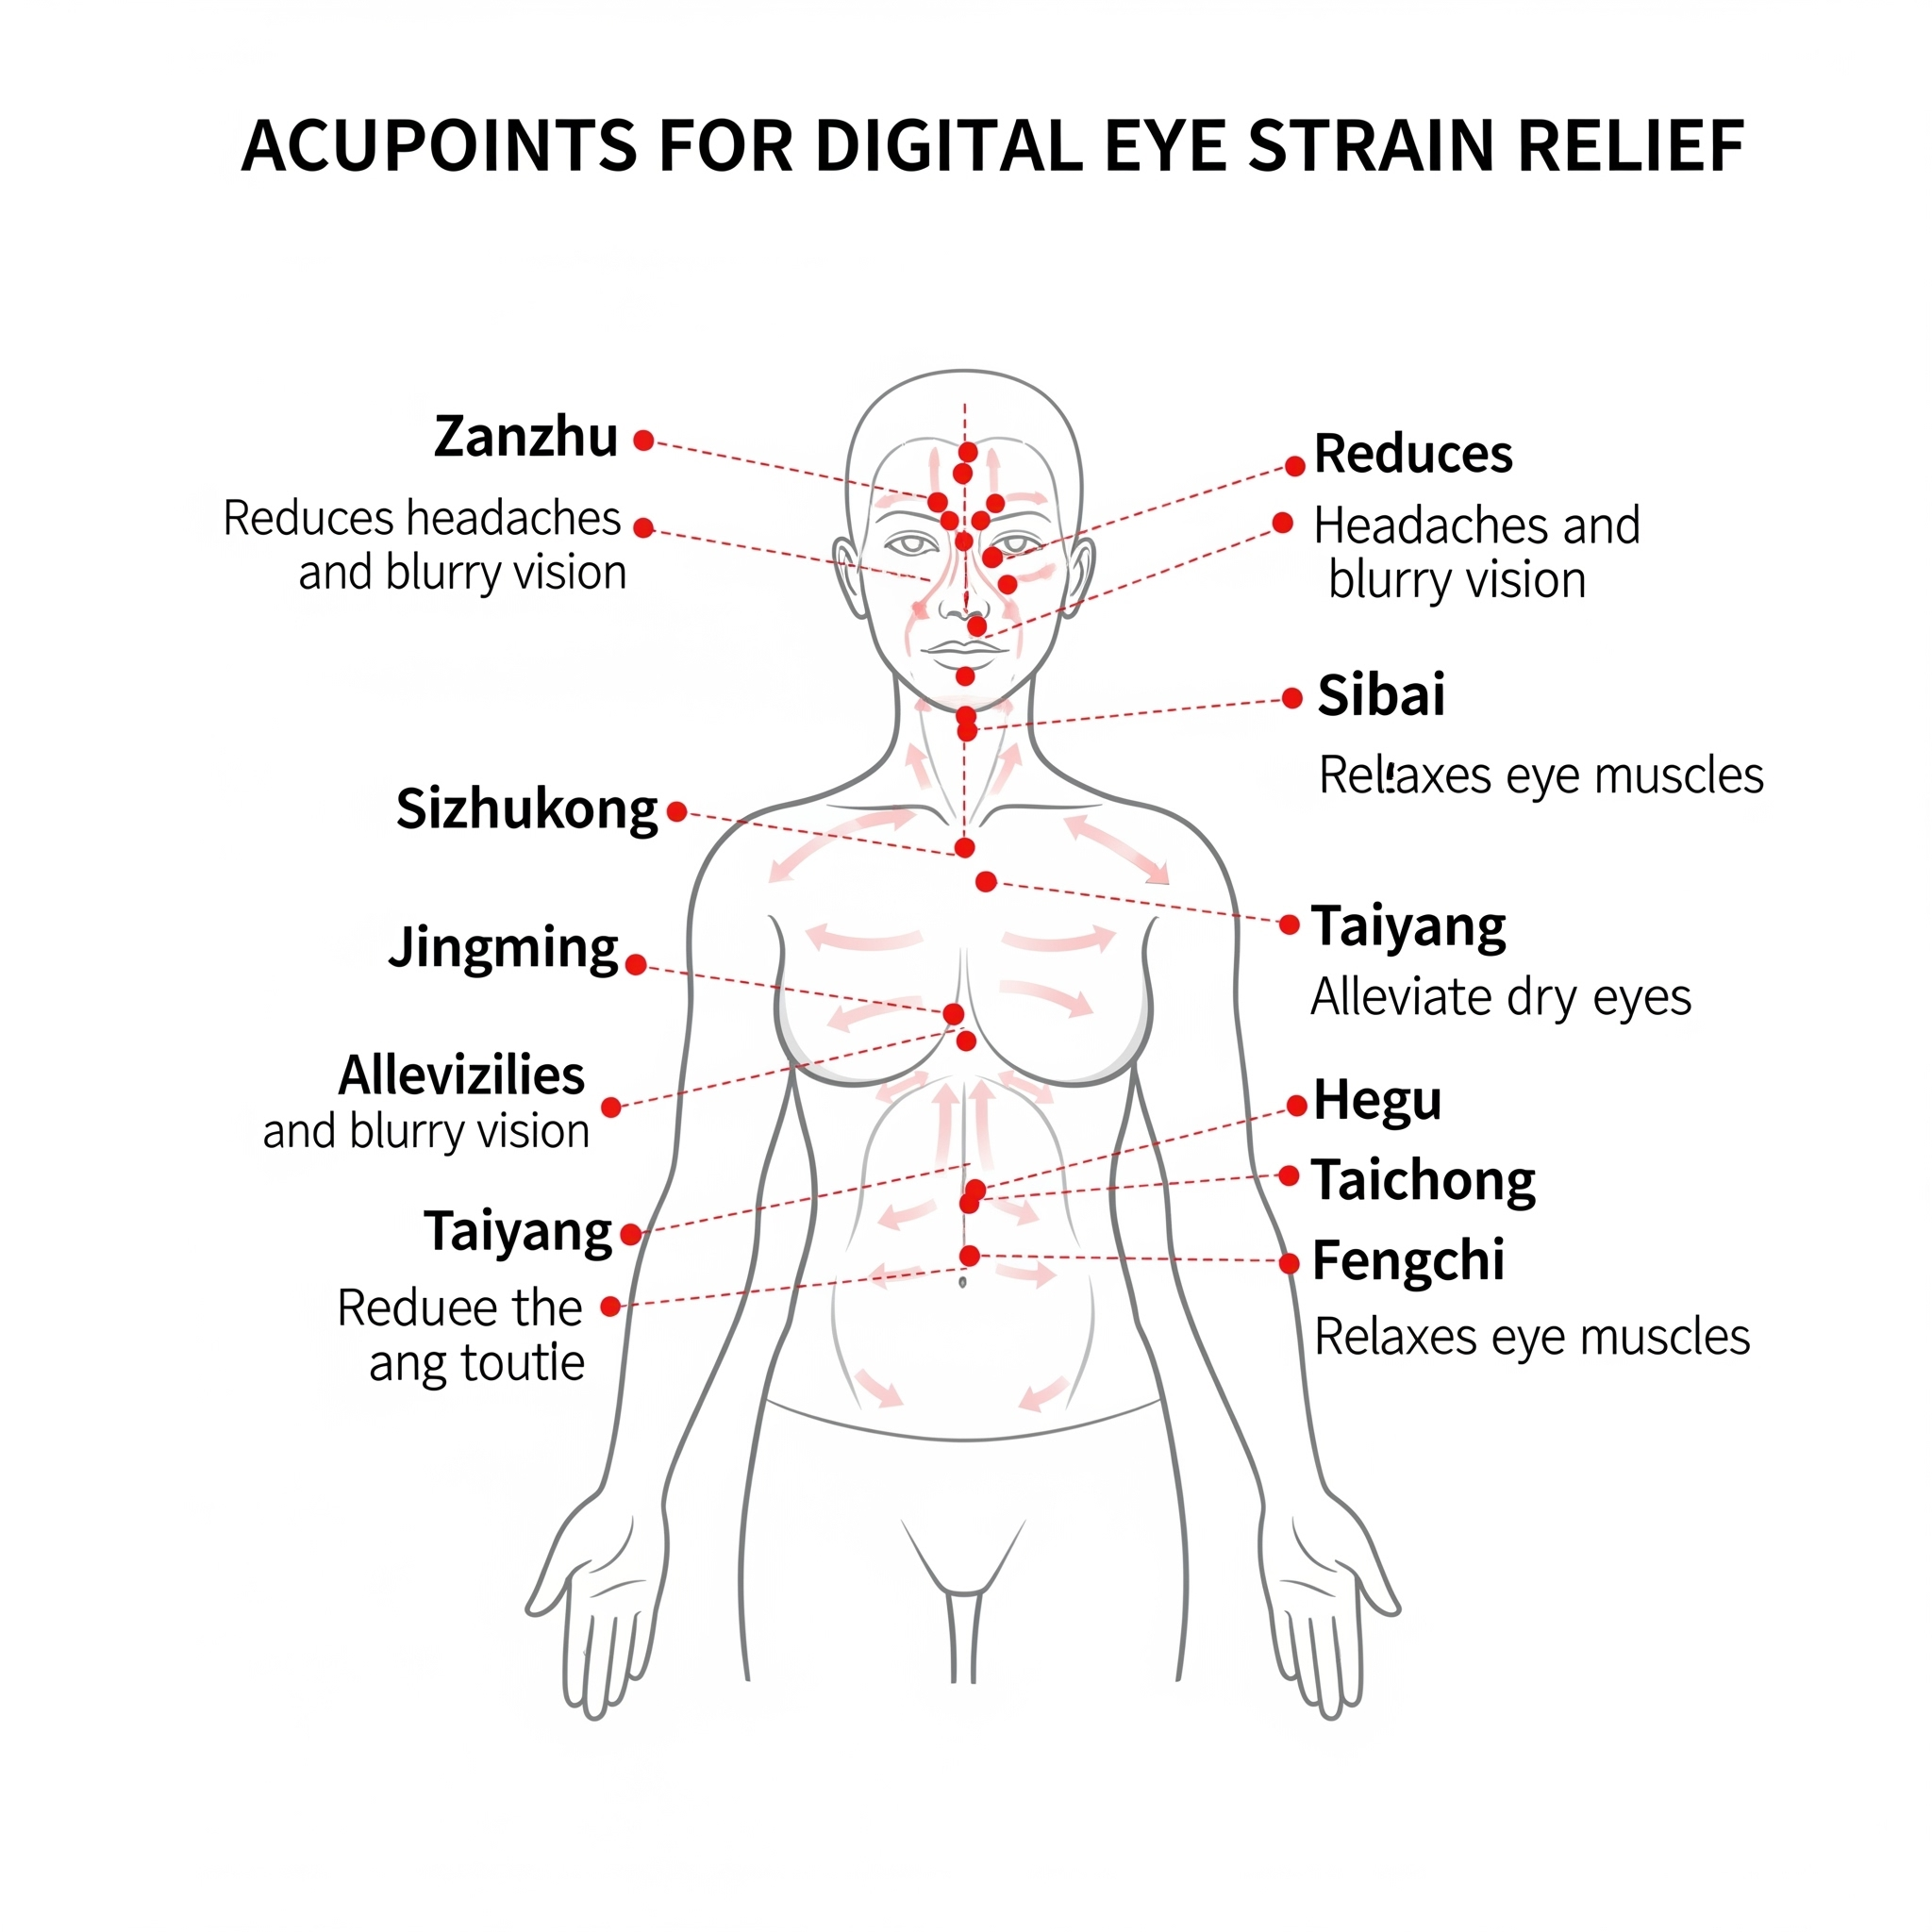 ACUPOINTS FOR DIGITAL EYE STRAIN RELIEF
Zanzhu
Reduces headaches
and blurry vision
Sizhukong
Jingming
Allevizilies
and blurry vision
Taiyang
Reduee the
ang toutie
Reduces
Headaches and
blurry vision
Sibai
Relaxes eye muscles
Taiyang
Alleviate dry eyes
Hegu
Taichong
Fengchi
Relaxes eye muscles